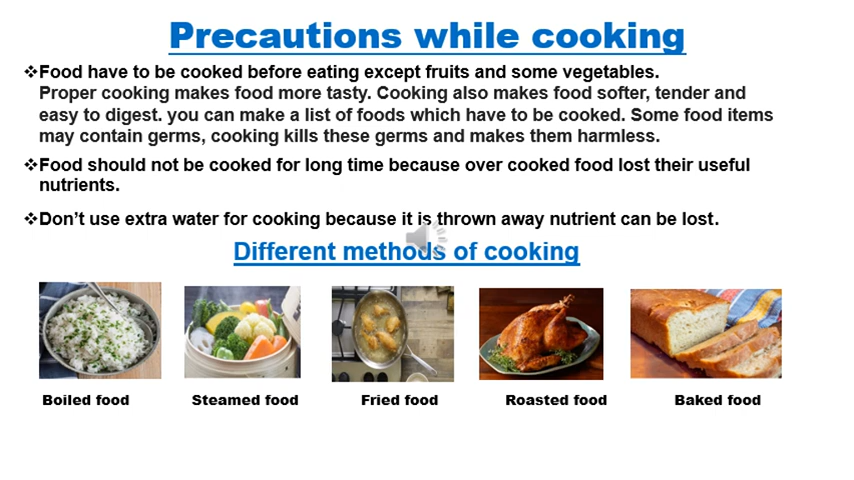 Precautions while cooking
❖Food have to be cooked before eating except fruits and some vegetables.
Proper cooking makes food more tasty. Cooking also makes food softer, tender and
easy to digest. you can make a list of foods which have to be cooked. Some food items
may contain germs, cooking kills these germs and makes them harmless.
❖Food should not be cooked for long time because over cooked food lost their useful
nutrients.
❖Don’t use extra water for cooking because it is thrown away nutrient can be lost.
Different methods of cooking
Boiled food Steamed food Fried food Roasted food Baked food